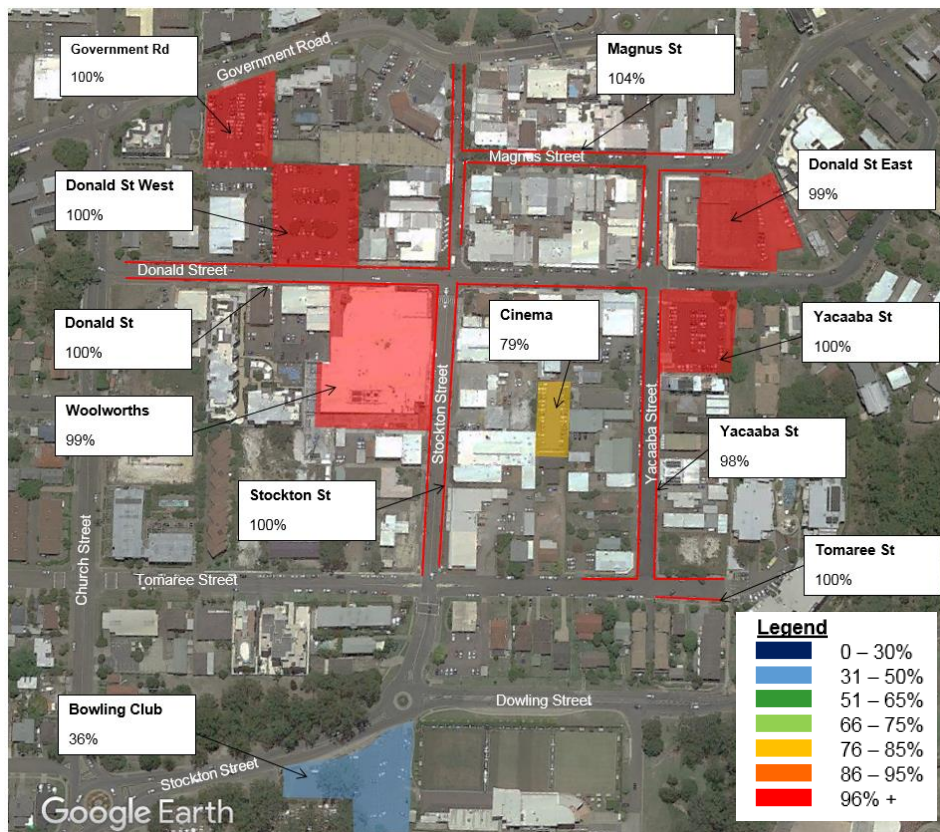 Government Rd
100%
Government Road
Magnus St
104%
Magnus Street
Donald St West
100%
Donald St East
99%
Donald Street
Donald St
100%
Cinema
79%
Yacaaba St
100%
Woolworths
99%
Stockton Street
Yacaaba Street
Yacaaba St
98%
Stockton St
100%
Church Street
Tomaree Street
Tomaree St
100%
Legend
0 – 30%
31 – 50%
51 – 65%
66 – 75%
76 – 85%
86 – 95%
96% +
Dowling Street
Bowling Club
36%
Stockton Street
Google Earth